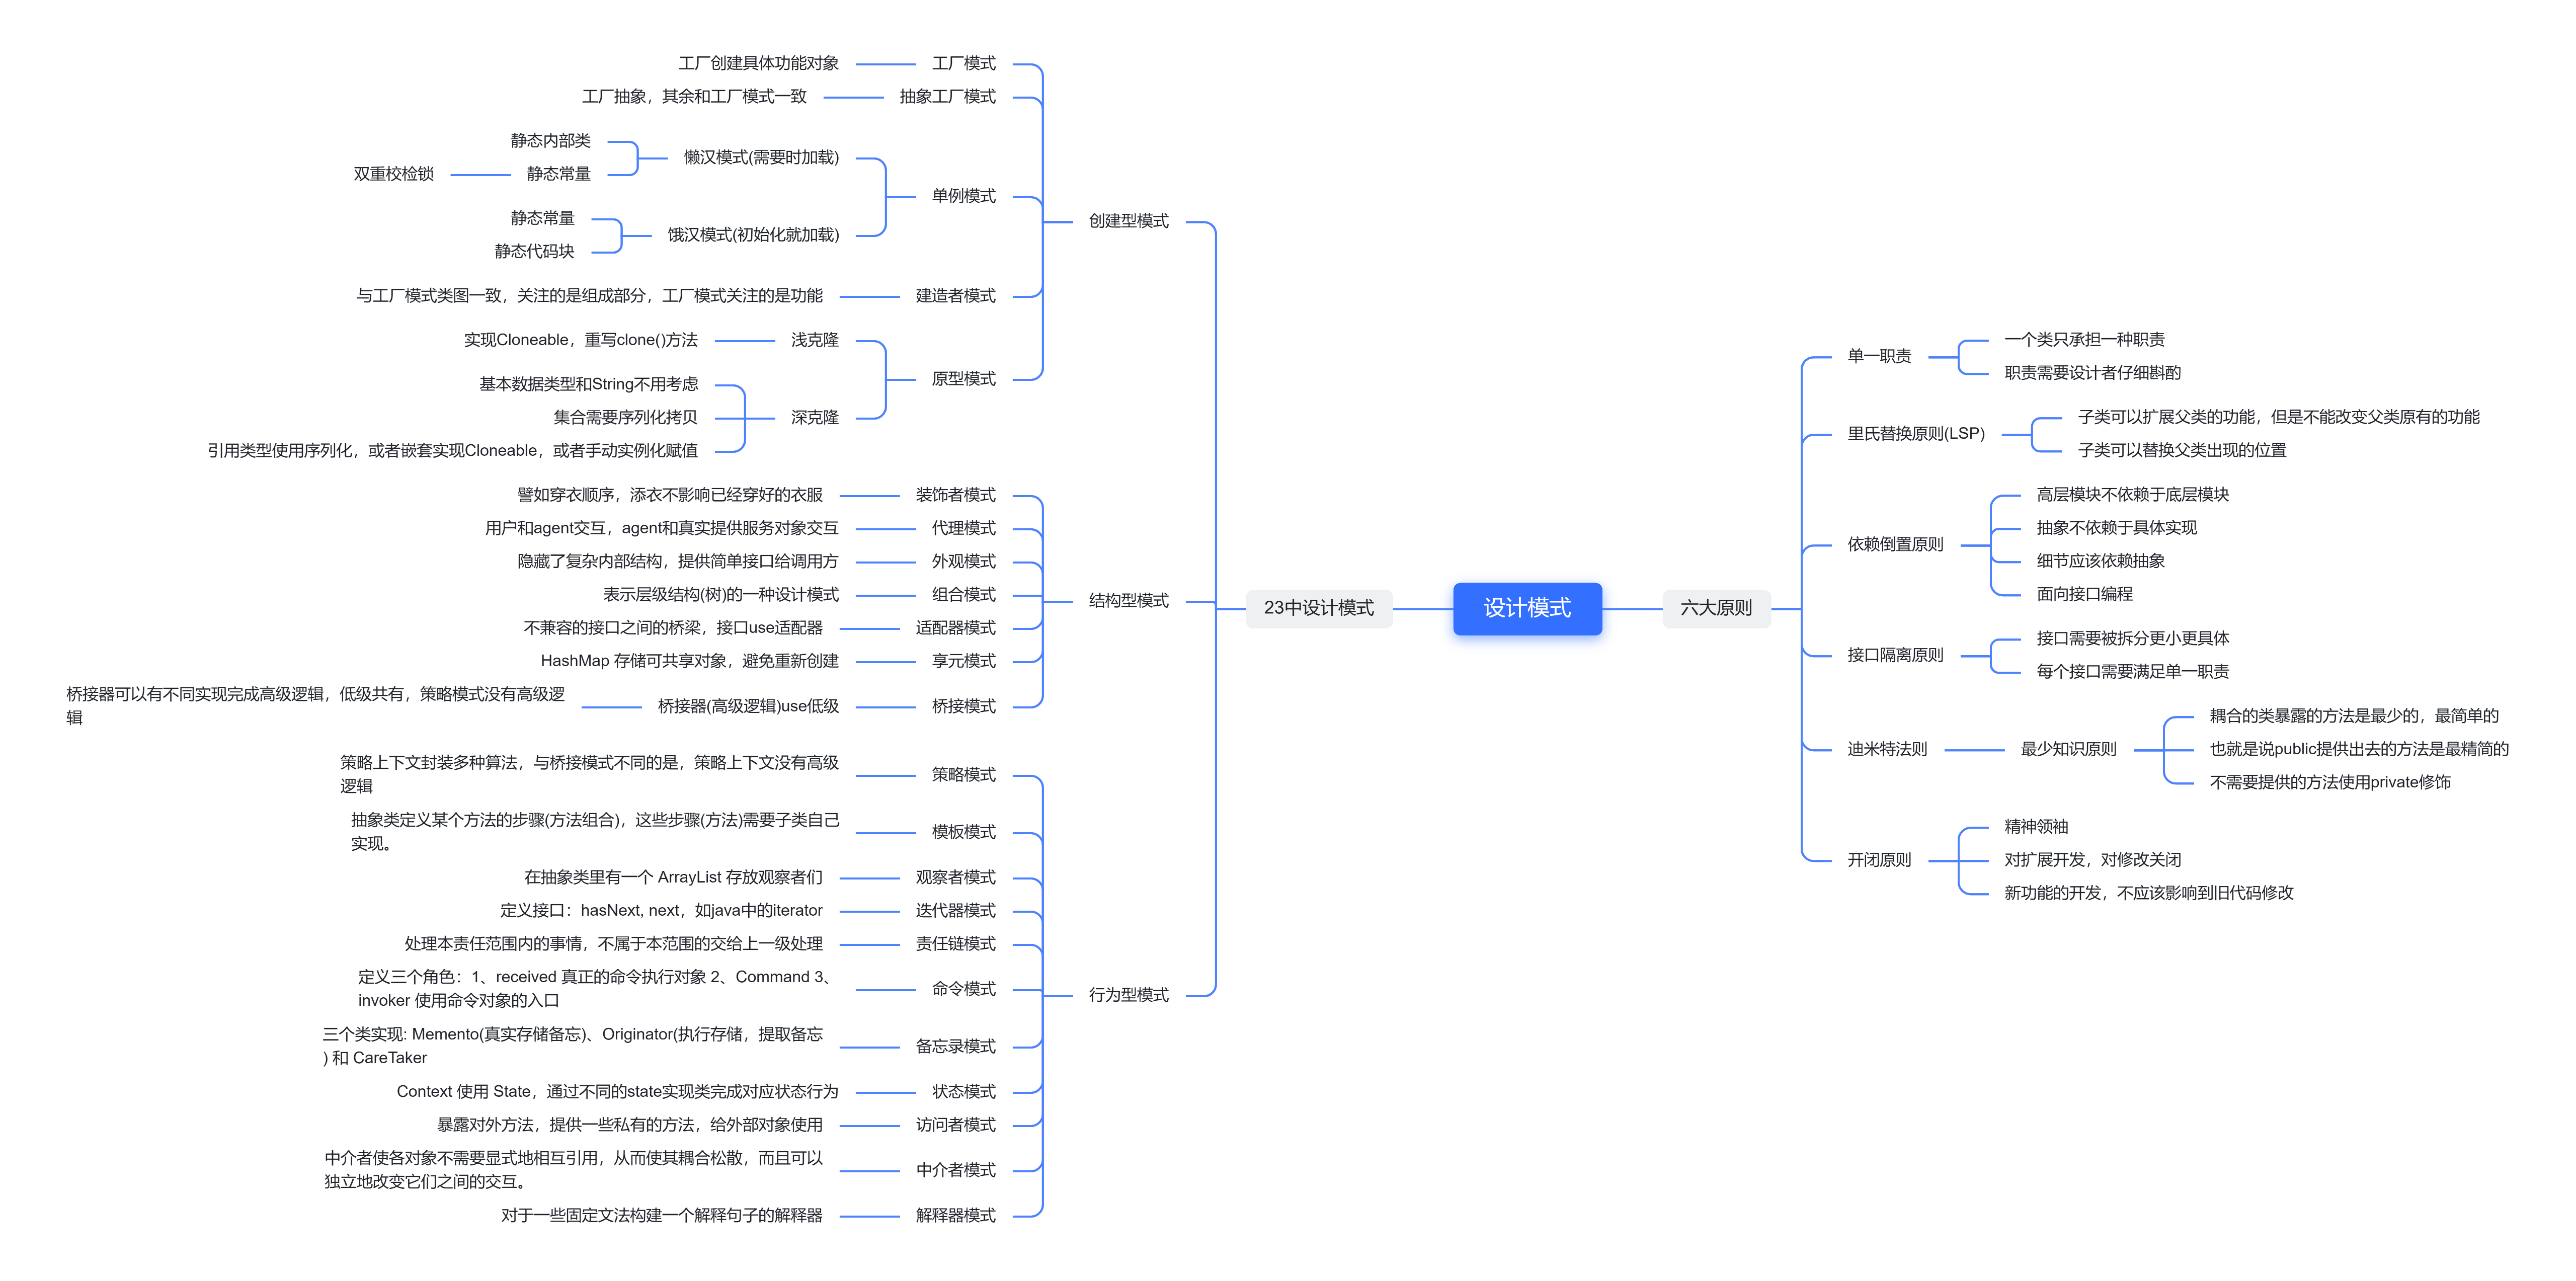 设计模式
23中设计模式
创建型模式
工厂模式
工厂创建具体功能对象
抽象工厂模式
工厂抽象，其余和工厂模式一致
单例模式
懒汉模式(需要时加载)
静态内部类
静态常量
双重校检锁
饿汉模式(初始化就加载)
静态常量
静态代码块
建造者模式
与工厂模式类图一致，关注的是组成部分，工厂模式关注的是功能
原型模式
浅克隆
实现Cloneable，重写clone()方法
深克隆
基本数据类型和String不用考虑
集合需要序列化拷贝
引用类型使用序列化，或者嵌套实现Cloneable，或者手动实例化赋值
结构型模式
装饰者模式
譬如穿衣顺序，添衣不影响已经穿好的衣服
代理模式
用户和agent交互，agent和真实提供服务对象交互
外观模式
隐藏了复杂内部结构，提供简单接口给调用方
组合模式
表示层级结构(树)的一种设计模式
适配器模式
不兼容的接口之间的桥梁，接口use适配器
享元模式
HashMap 存储可共享对象，避免重新创建
桥接模式
桥接器(高级逻辑)use低级
桥接器可以有不同实现完成高级逻辑，低级共有，策略模式没有高级逻
辑
行为型模式
策略模式
策略上下文封装多种算法，与桥接模式不同的是，策略上下文没有高级
逻辑
模板模式
抽象类定义某个方法的步骤(方法组合)，这些步骤(方法)需要子类自己
实现。
观察者模式
在抽象类里有一个 ArrayList 存放观察者们
迭代器模式
定义接口：hasNext, next，如java中的iterator
责任链模式
处理本责任范围内的事情，不属于本范围的交给上一级处理
命令模式
定义三个角色：1、received 真正的命令执行对象 2、Command 3、
invoker 使用命令对象的入口
备忘录模式
三个类实现: Memento(真实存储备忘)、Originator(执行存储，提取备忘
) 和 CareTaker
状态模式
Context 使用 State，通过不同的state实现类完成对应状态行为
访问者模式
暴露对外方法，提供一些私有的方法，给外部对象使用
中介者模式
中介者使各对象不需要显式地相互引用，从而使其耦合松散，而且可以
独立地改变它们之间的交互。
解释器模式
对于一些固定文法构建一个解释句子的解释器
六大原则
单一职责
一个类只承担一种职责
职责需要设计者仔细斟酌
里氏替换原则(LSP)
子类可以扩展父类的功能，但是不能改变父类原有的功能
子类可以替换父类出现的位置
依赖倒置原则
高层模块不依赖于底层模块
抽象不依赖于具体实现
细节应该依赖抽象
面向接口编程
接口隔离原则
接口需要被拆分更小更具体
每个接口需要满足单一职责
迪米特法则
最少知识原则
耦合的类暴露的方法是最少的，最简单的
也就是说public提供出去的方法是最精简的
不需要提供的方法使用private修饰
开闭原则
精神领袖
对扩展开发，对修改关闭
新功能的开发，不应该影响到旧代码修改